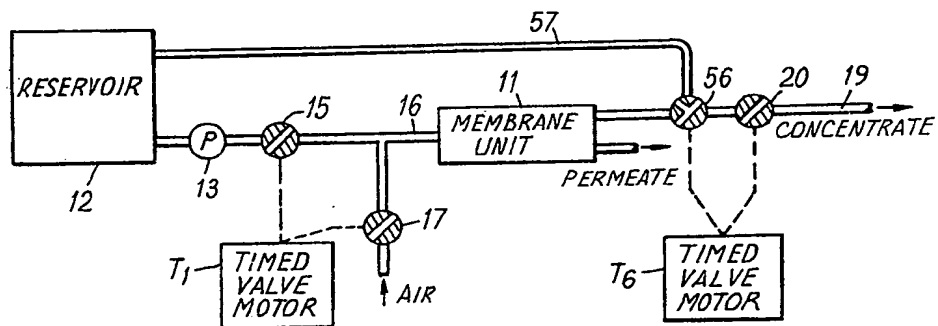 57
RESERVOIR
12
P
13
15
16
11
MEMBRANE
UNIT
56
20
19
CONCENTRATE
PERMEATE
17
AIR
T1
TIMED
VALVE
MOTOR
T6
TIMED
VALVE
MOTOR